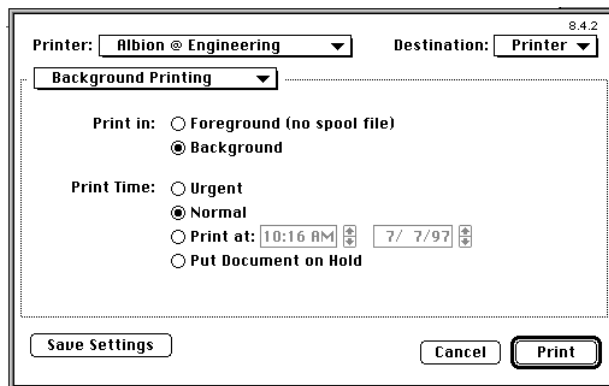 8.4.2
Printer: Albion @ Engineering Destination: Printer
Background Printing
Print in: Foreground (no spool file)
Background
Print Time: Urgent
Normal
Print at: 10:16 AM 7/ 7/97
Put Document on Hold
Save Settings
Cancel Print